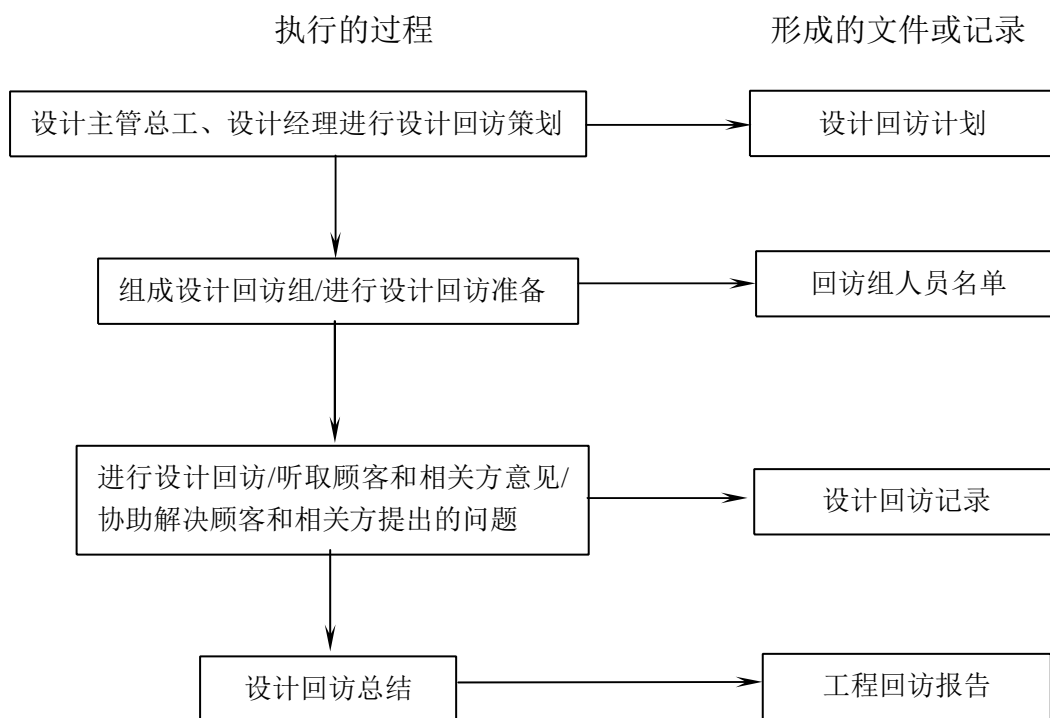 执行的过程
形成的文件或记录
设计主管总工、设计经理进行设计回访策划
设计回访计划
组成设计回访组/进行设计回访准备
回访组人员名单
进行设计回访/听取顾客和相关方意见/
协助解决顾客和相关方提出的问题
设计回访记录
设计回访总结
工程回访报告